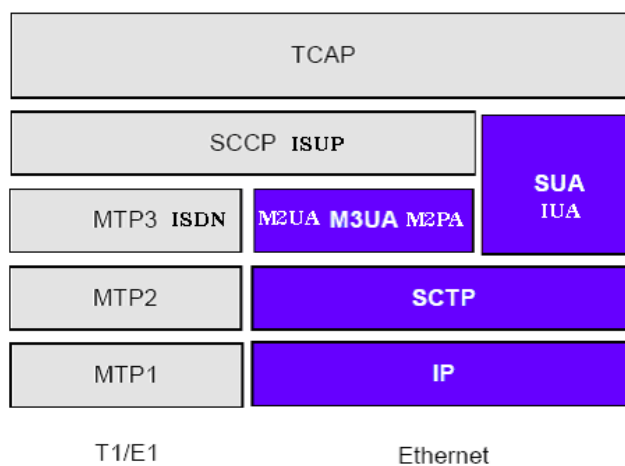 TCAP
SCCP ISUP
SUA
IUA
MTP3 ISDN
M2UA M3UA M2PA
MTP2
SCTP
MTP1
IP
T1/E1
Ethernet